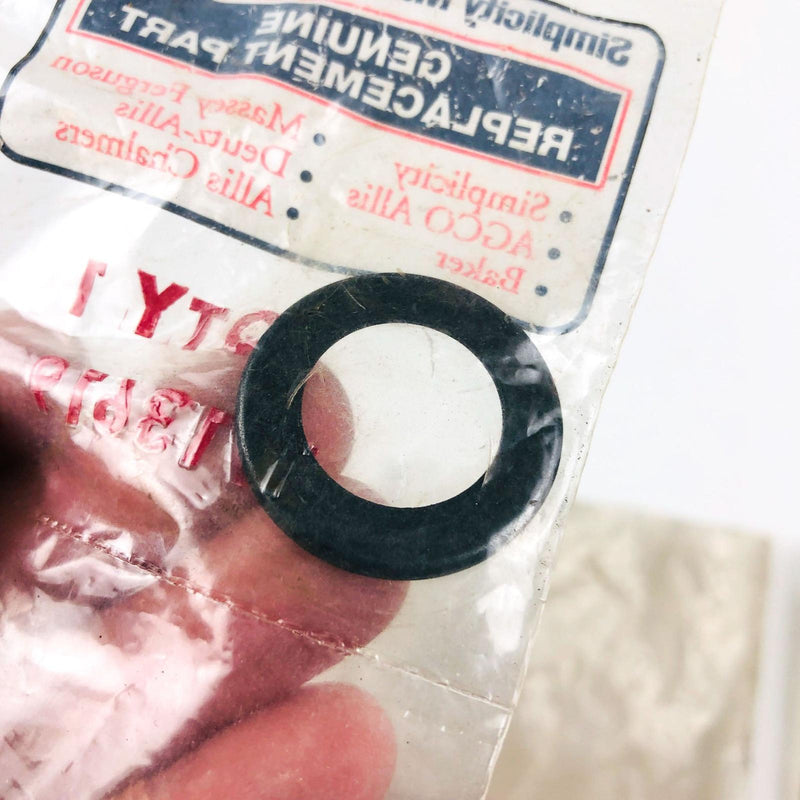 Simplicity
GENUINE
REPLACEMENT PART
• Simplicity
• AGCO Allis
• Baker
• Massey Ferguson
• Deutz-Allis
• Allis Chalmers
QTY 1